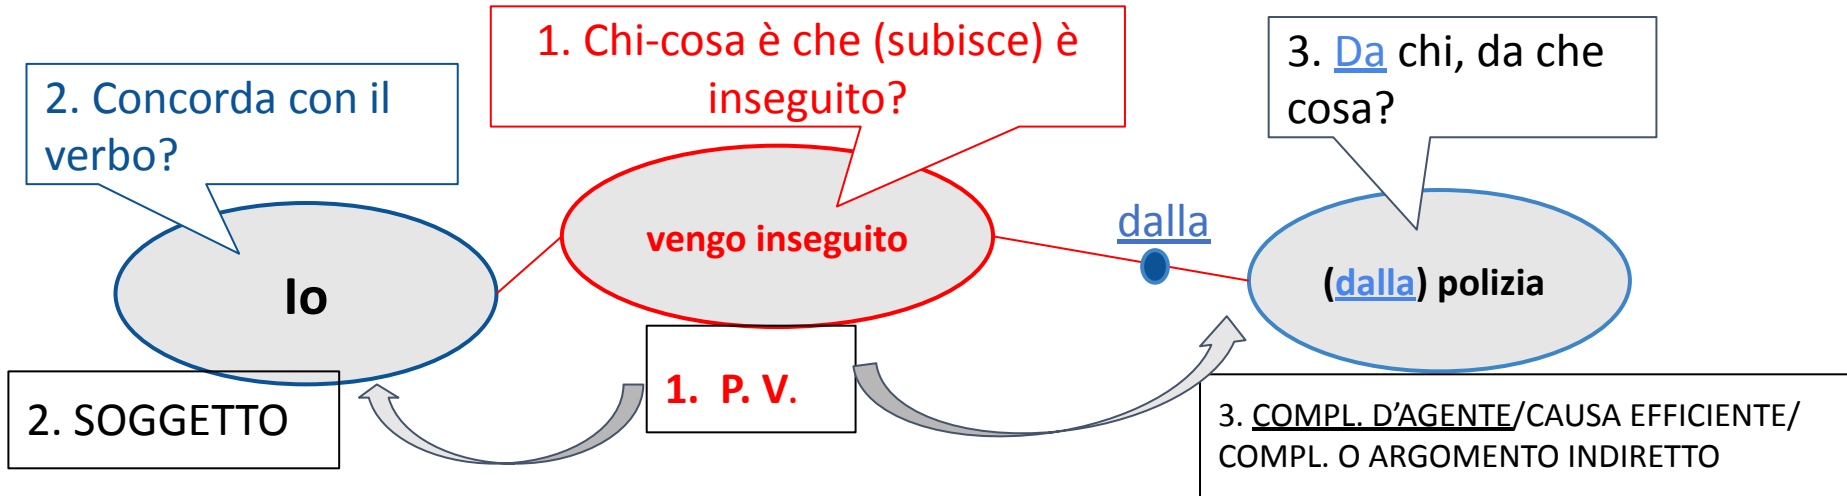 1. Chi-cosa è che (subisce) è
inseguito?
2. Concorda con il
verbo?
3. Da chi, da che
cosa?
Io
vengo inseguito
dalla
(dalla) polizia
2. SOGGETTO
1. P. V.
3. COMPL. D’AGENTE/CAUSA EFFICIENTE/
COMPL. O ARGOMENTO INDIRETTO